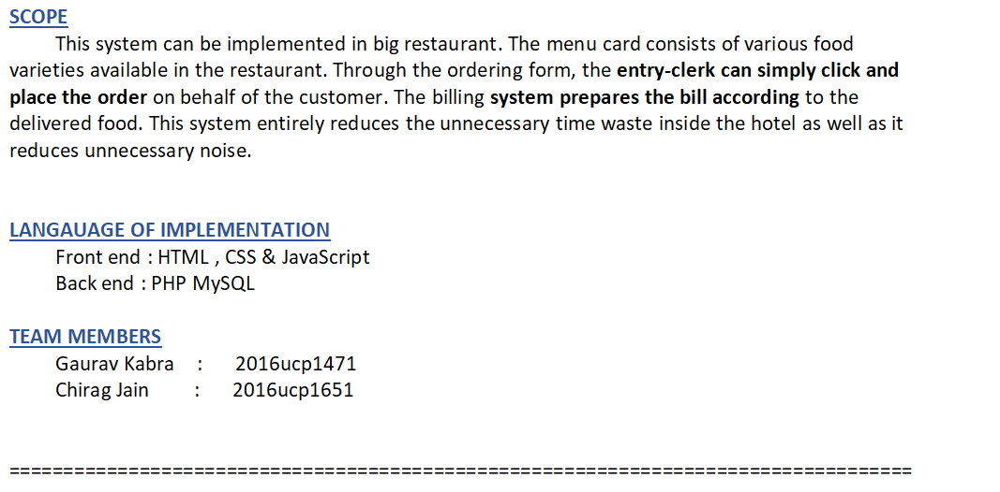 SCOPE
This system can be implemented in big restaurant. The menu card consists of various food
varieties available in the restaurant. Through the ordering form, the entry-clerk can simply click and
place the order on behalf of the customer. The billing system prepares the bill according to the
delivered food. This system entirely reduces the unnecessary time waste inside the hotel as well as it
reduces unnecessary noise.
LANGAUAGE OF IMPLEMENTATION
Front end : HTML , CSS & JavaScript
Back end : PHP MySQL
TEAM MEMBERS
Gaurav Kabra : 2016ucp1471
Chirag Jain : 2016ucp1651
===================================================================================